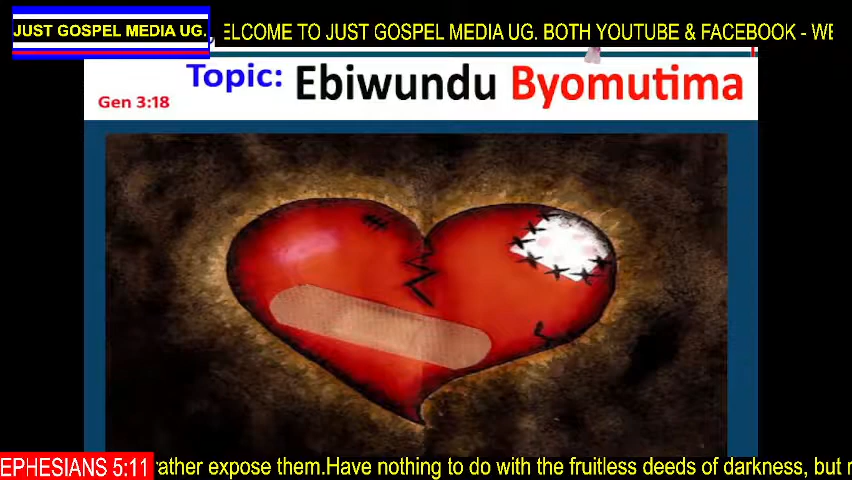 JUST GOSPEL MEDIA UG.
ELCOME TO JUST GOSPEL MEDIA UG. BOTH YOUTUBE & FACEBOOK - WE
Topic: Ebiwundu Byomutima
Gen 3:18
EPHESIANS 5:11
rather expose them.Have nothing to do with the fruitless deeds of darkness, but r